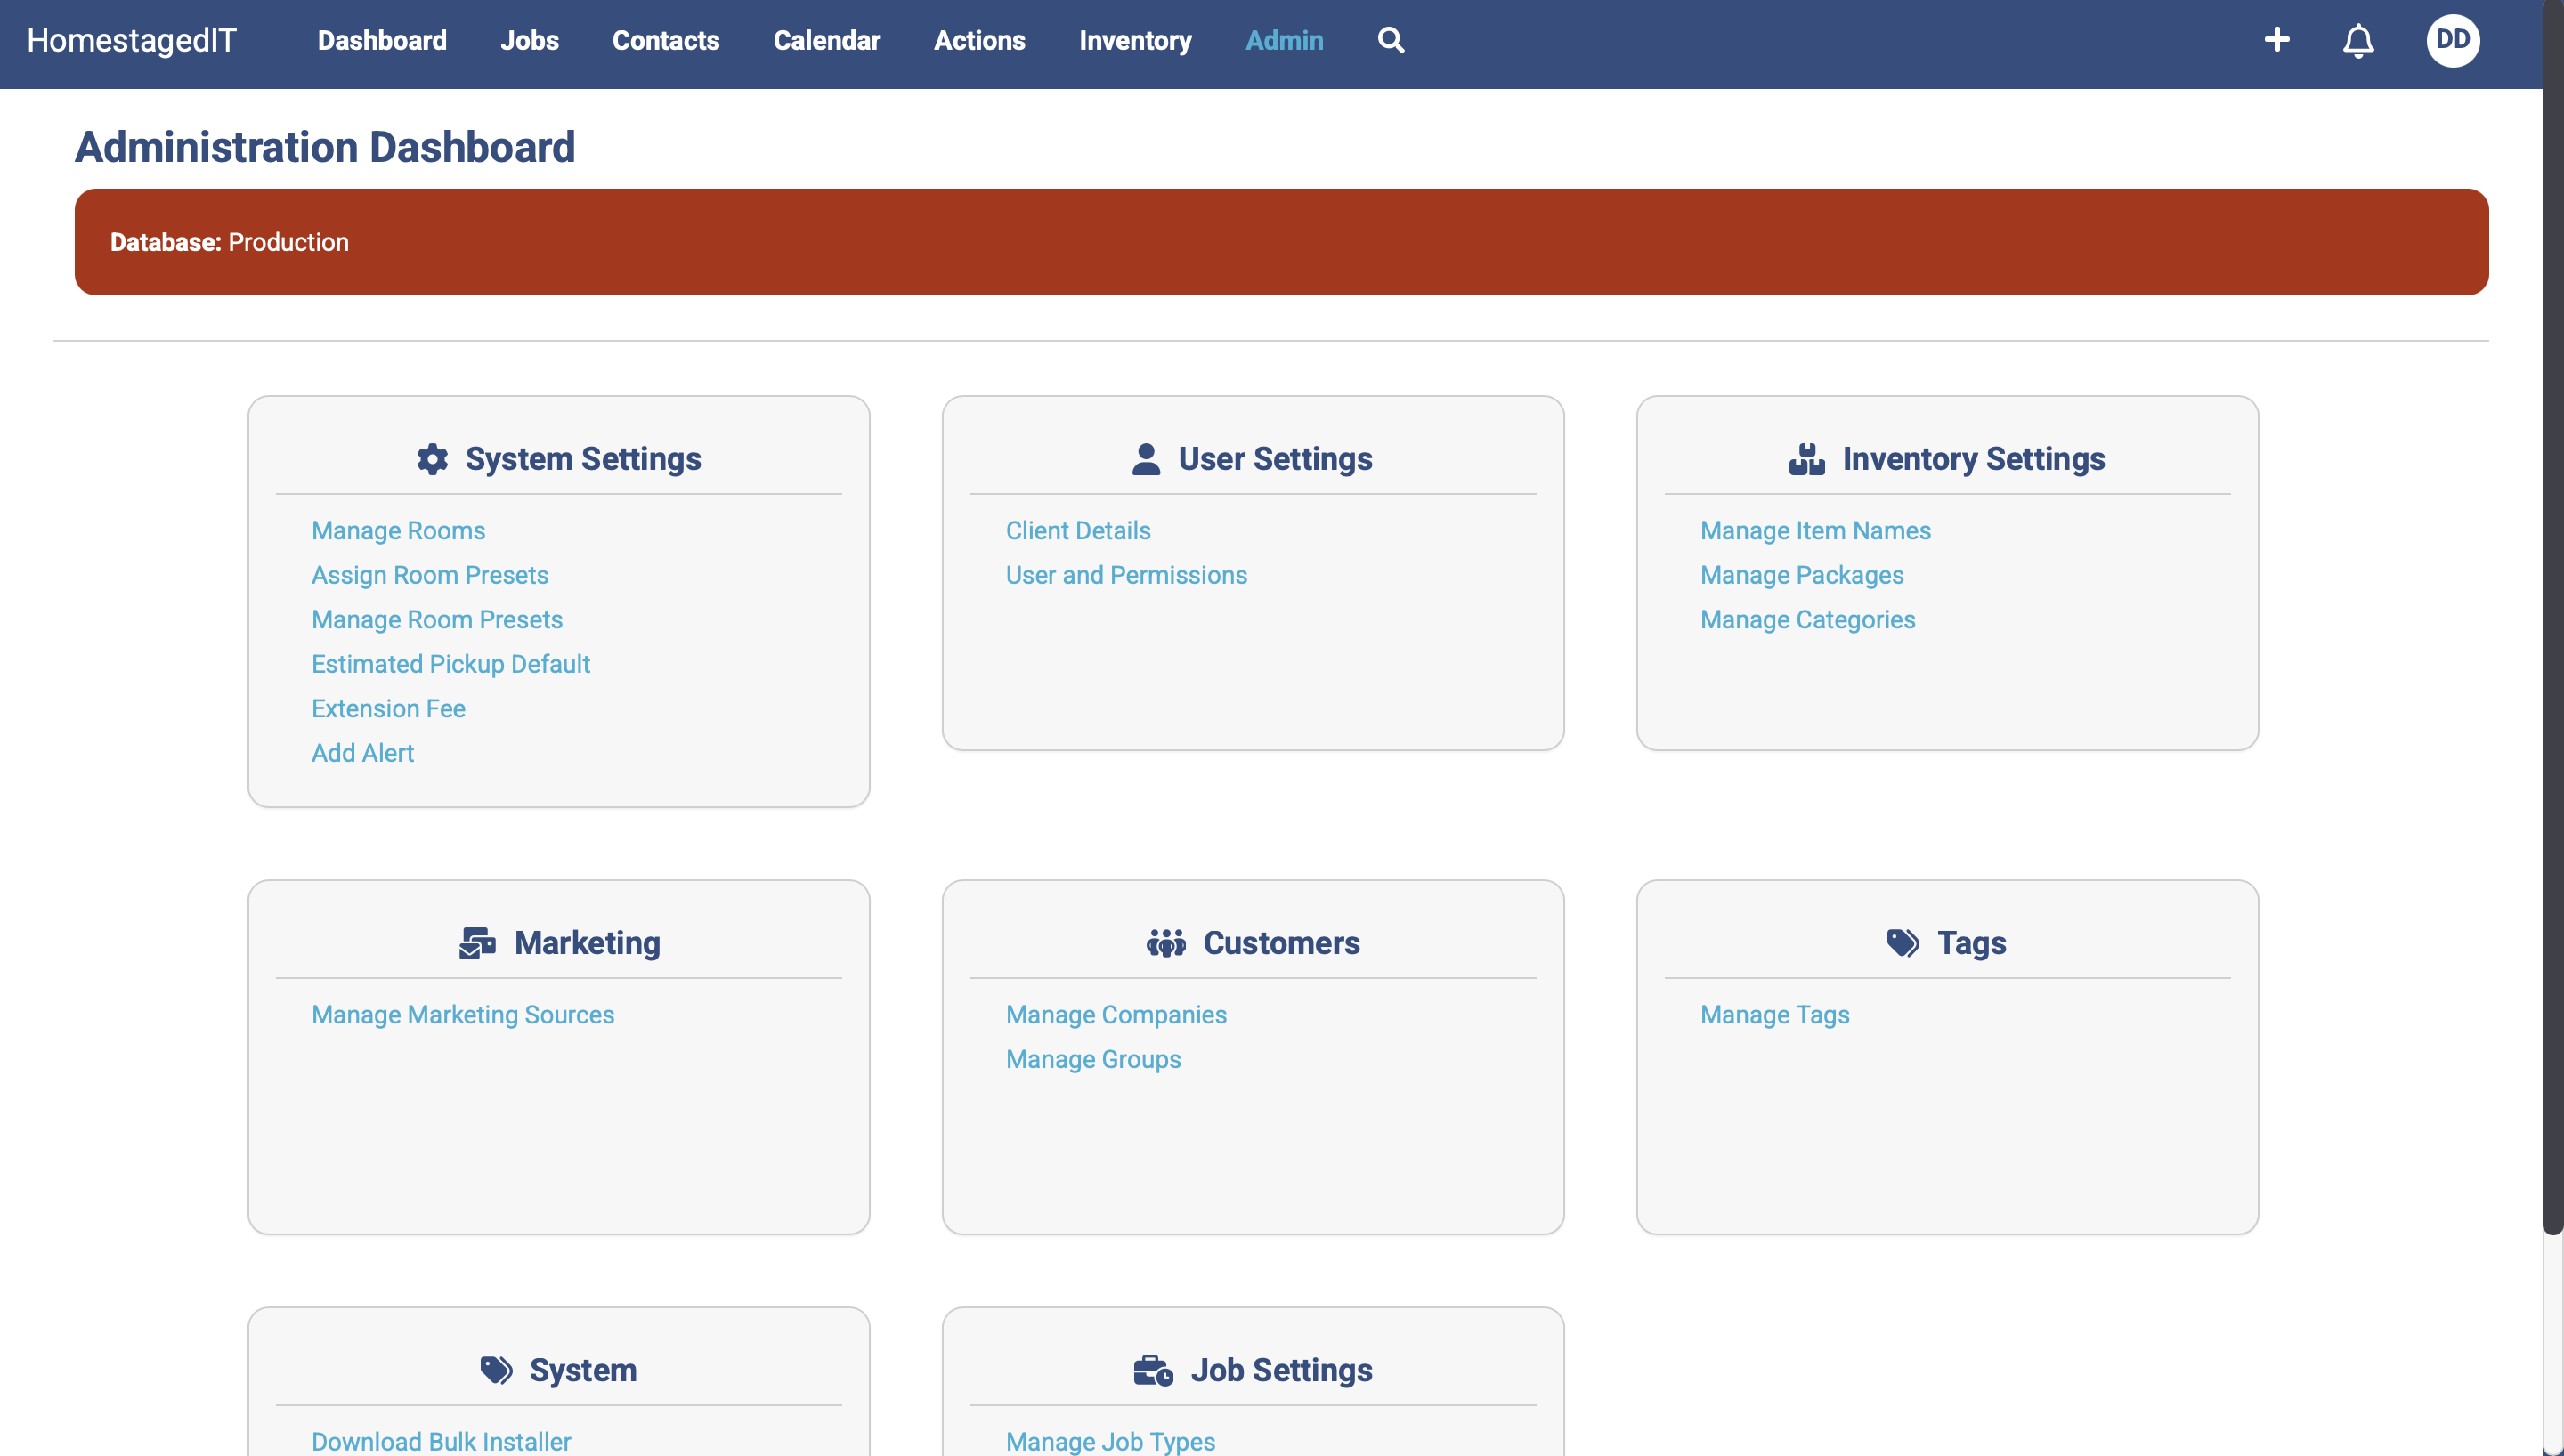 HomestagedIT Dashboard Jobs Contacts Calendar Actions Inventory Admin DD
Administration Dashboard
Database: Production
System Settings
Manage Rooms
Assign Room Presets
Manage Room Presets
Estimated Pickup Default
Extension Fee
Add Alert
User Settings
Client Details
User and Permissions
Inventory Settings
Manage Item Names
Manage Packages
Manage Categories
Marketing
Manage Marketing Sources
Customers
Manage Companies
Manage Groups
Tags
Manage Tags
System
Download Bulk Installer
Job Settings
Manage Job Types